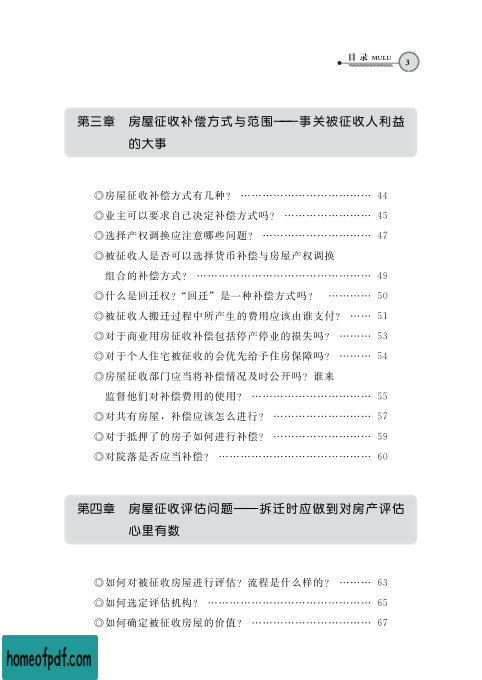 目 录 MULU 3
第三章 房屋征收补偿方式与范围——事关被征收人利益
的大事
◎房屋征收补偿方式有几种？ ……………………………… 44
◎业主可以要求自己决定补偿方式吗？ …………………… 45
◎选择产权调换应注意哪些问题？ ………………………… 47
◎被征收人是否可以选择货币补偿与房屋产权调换
组合的补偿方式？ ………………………………………… 49
◎什么是回迁权？“回迁”是一种补偿方式吗？ ………… 50
◎被征收人搬迁过程中所产生的费用应该由谁支付？ …… 51
◎对于商业用房征收补偿包括停产停业的损失吗？ ……… 53
◎对于个人住宅被征收的会优先给予住房保障吗？ ……… 54
◎房屋征收部门应当将补偿情况及时公开吗？谁来
监督他们对补偿费用的使用？ …………………………… 55
◎对共有房屋，补偿应该怎么进行？ ……………………… 57
◎对于抵押了的房子如何进行补偿？ ……………………… 59
◎对院落是否应当补偿？ …………………………………… 60
第四章 房屋征收评估问题——拆迁时应做到对房产评估
心里有数
◎如何对被征收房屋进行评估？流程是什么样的？ ……… 63
◎如何选定评估机构？ ……………………………………… 65
◎如何确定被征收房屋的价值？ …………………………… 67
homeofpdf.com